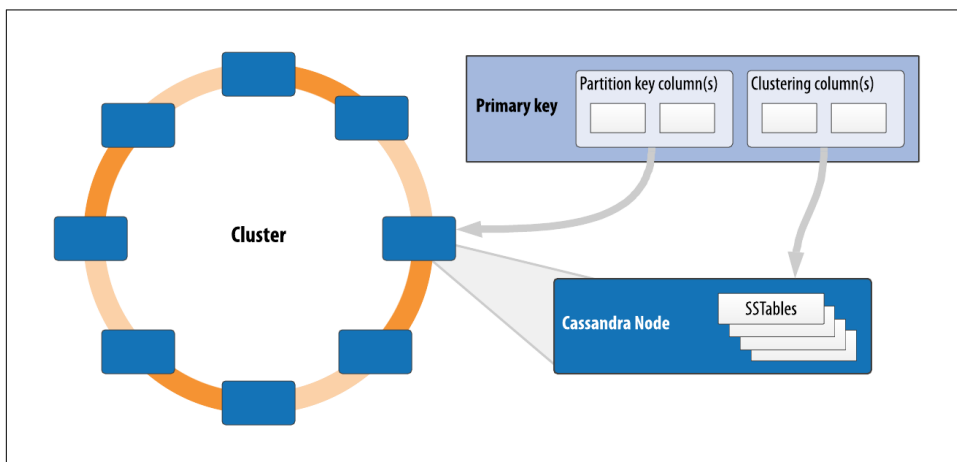 Partition key column(s)
Clustering column(s)
Primary key
Cluster
SSTables
Cassandra Node